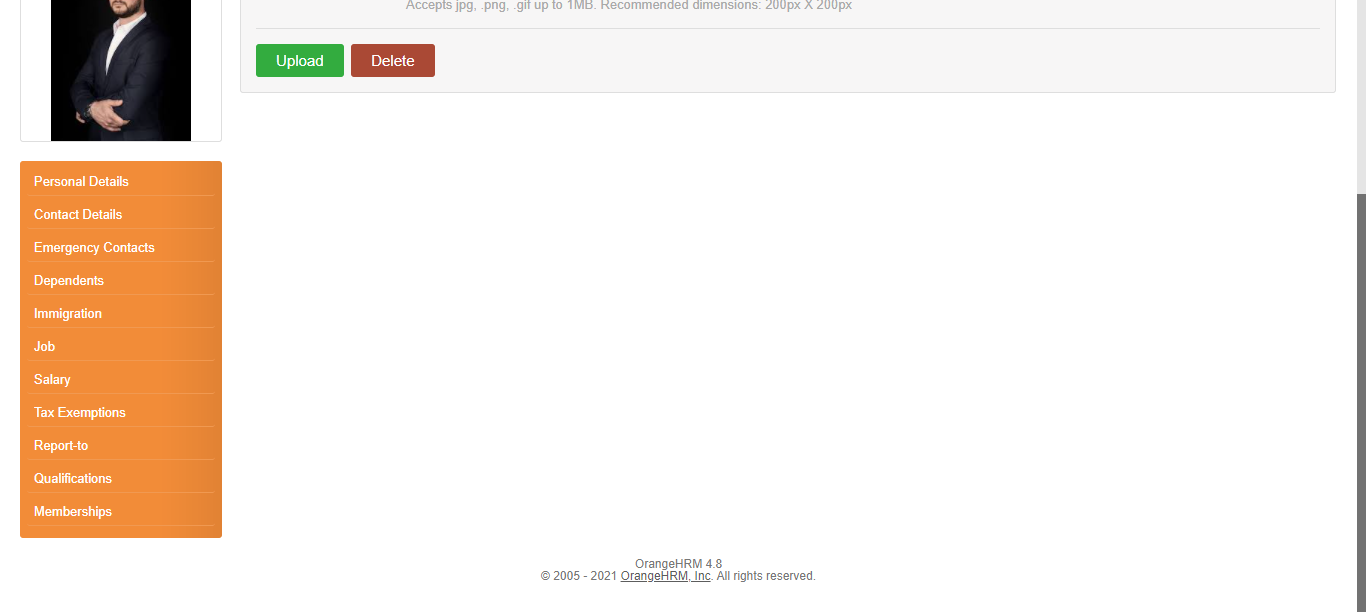 Accepts jpg, .png, .gif up to 1MB. Recommended dimensions: 200px X 200px
Upload
Delete
Personal Details
Contact Details
Emergency Contacts
Dependents
Immigration
Job
Salary
Tax Exemptions
Report-to
Qualifications
Memberships
OrangeHRM 4.8
© 2005 - 2021 OrangeHRM, Inc. All rights reserved.